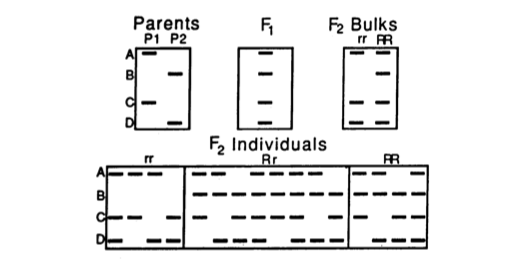 Parents F₁ F₂ Bulks
P1 P2 rr RR
A
B
C
D
F₂ Individuals
rr Rr RR
A
B
C
D